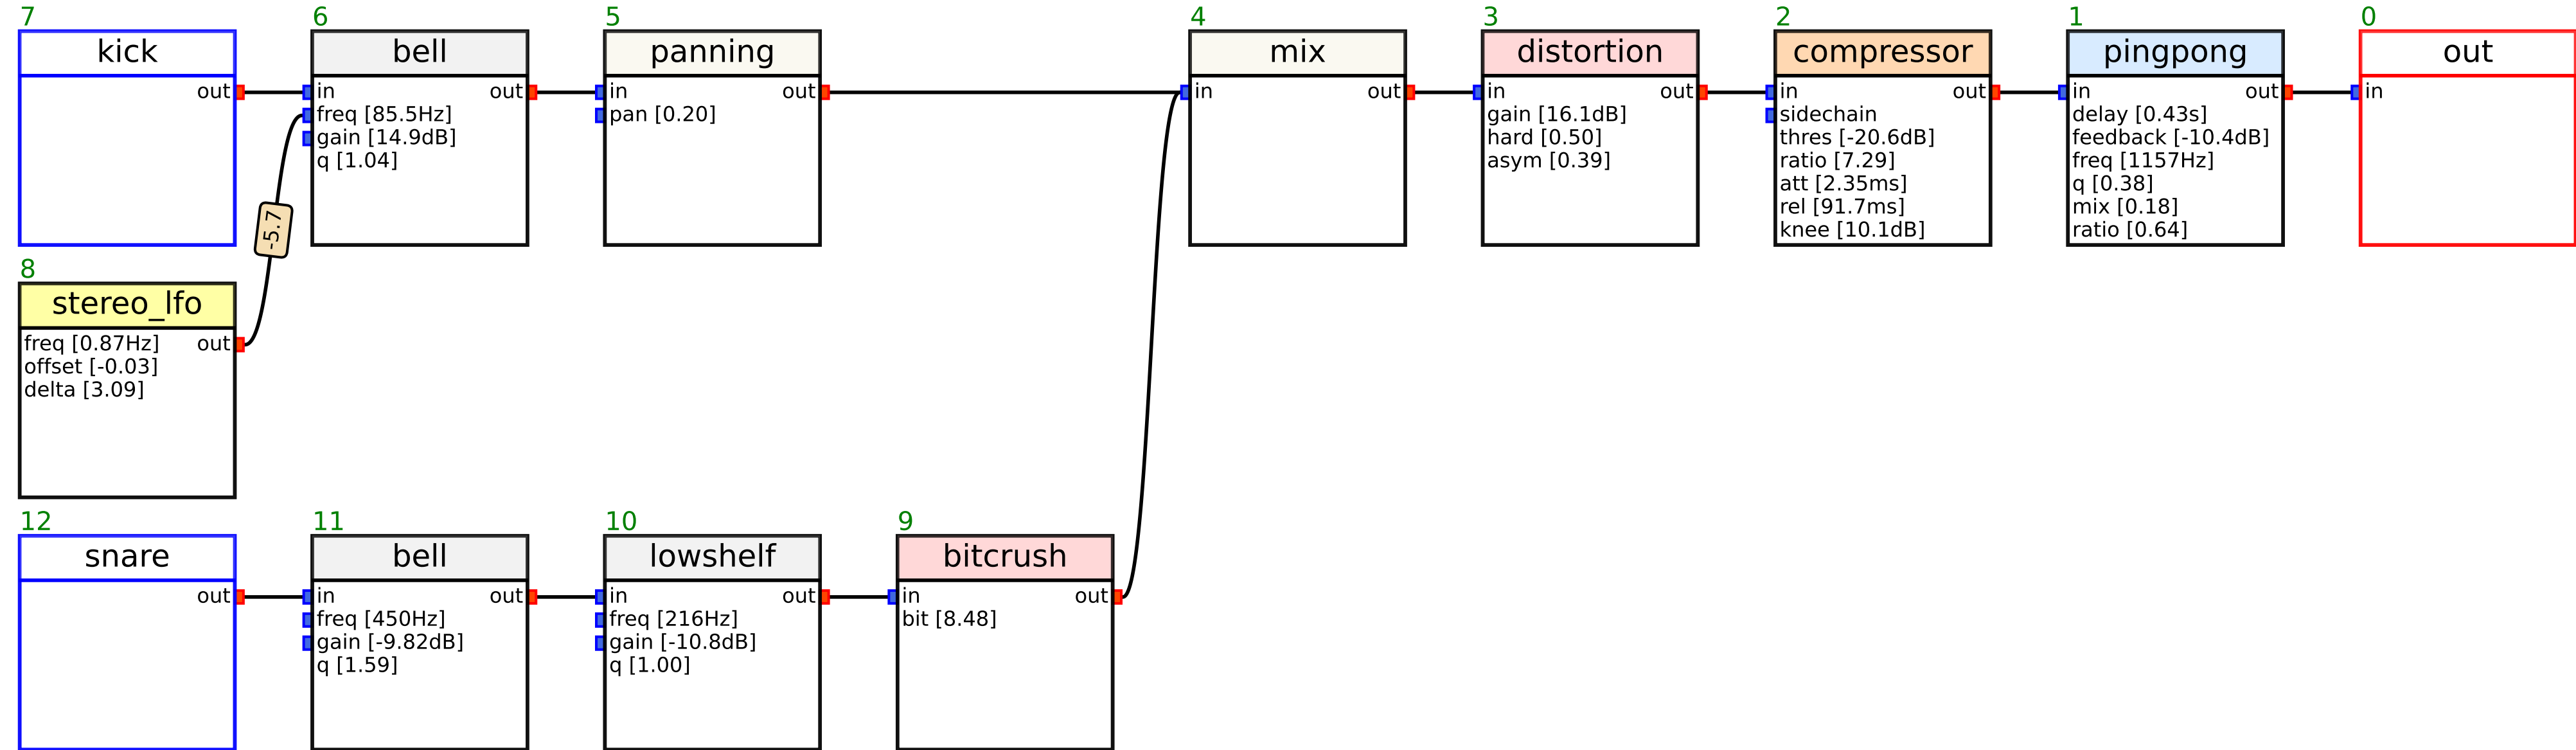 7
kick
out
6
bell
in out
freq [85.5Hz]
gain [14.9dB]
q [1.04]
5
panning
in out
pan [0.20]
4
mix
in out
3
distortion
in out
gain [16.1dB]
hard [0.50]
asym [0.39]
2
compressor
in out
sidechain
thres [-20.6dB]
ratio [7.29]
att [2.35ms]
rel [91.7ms]
knee [10.1dB]
1
pingpong
in out
delay [0.43s]
feedback [-10.4dB]
freq [1157Hz]
q [0.38]
mix [0.18]
ratio [0.64]
0
out
in
-5.7
8
stereo_lfo
freq [0.87Hz] out
offset [-0.03]
delta [3.09]
12
snare
out
11
bell
in out
freq [450Hz]
gain [-9.82dB]
q [1.59]
10
lowshelf
in out
freq [216Hz]
gain [-10.8dB]
q [1.00]
9
bitcrush
in out
bit [8.48]